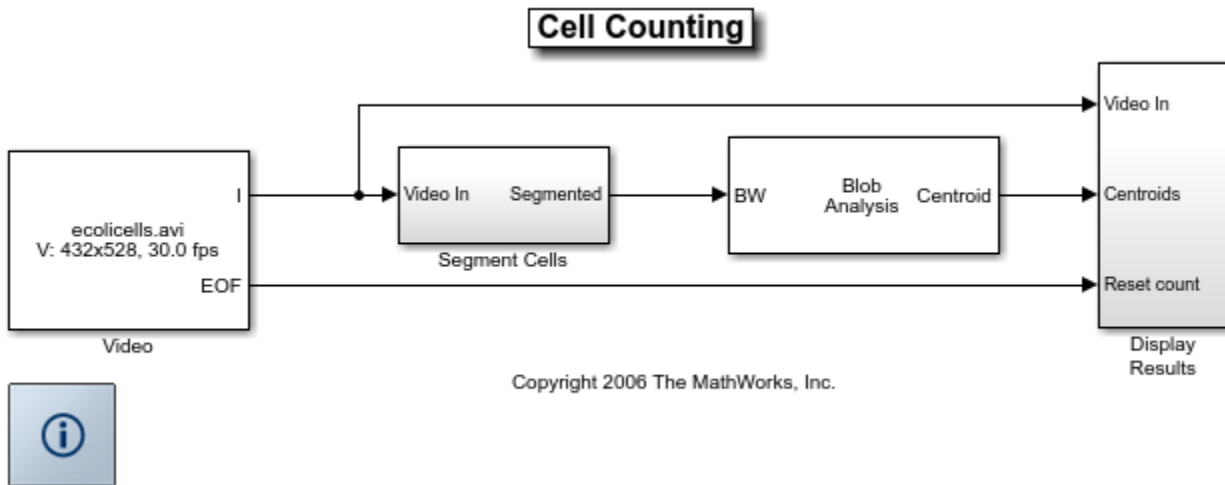 Cell Counting
Video In
I
Video In
Segmented
BW
Blob
Analysis
Centroid
Centroids
ecolicells.avi
V: 432x528, 30.0 fps
Segment Cells
EOF
Reset count
Video
Display
Results
Copyright 2006 The MathWorks, Inc.
i